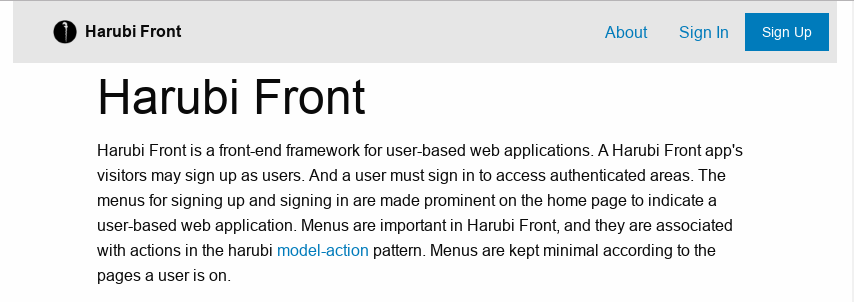 Harubi Front
About
Sign In
Sign Up
Harubi Front
Harubi Front is a front-end framework for user-based web applications. A Harubi Front app's
visitors may sign up as users. And a user must sign in to access authenticated areas. The
menus for signing up and signing in are made prominent on the home page to indicate a
user-based web application. Menus are important in Harubi Front, and they are associated
with actions in the harubi model-action pattern. Menus are kept minimal according to the
pages a user is on.